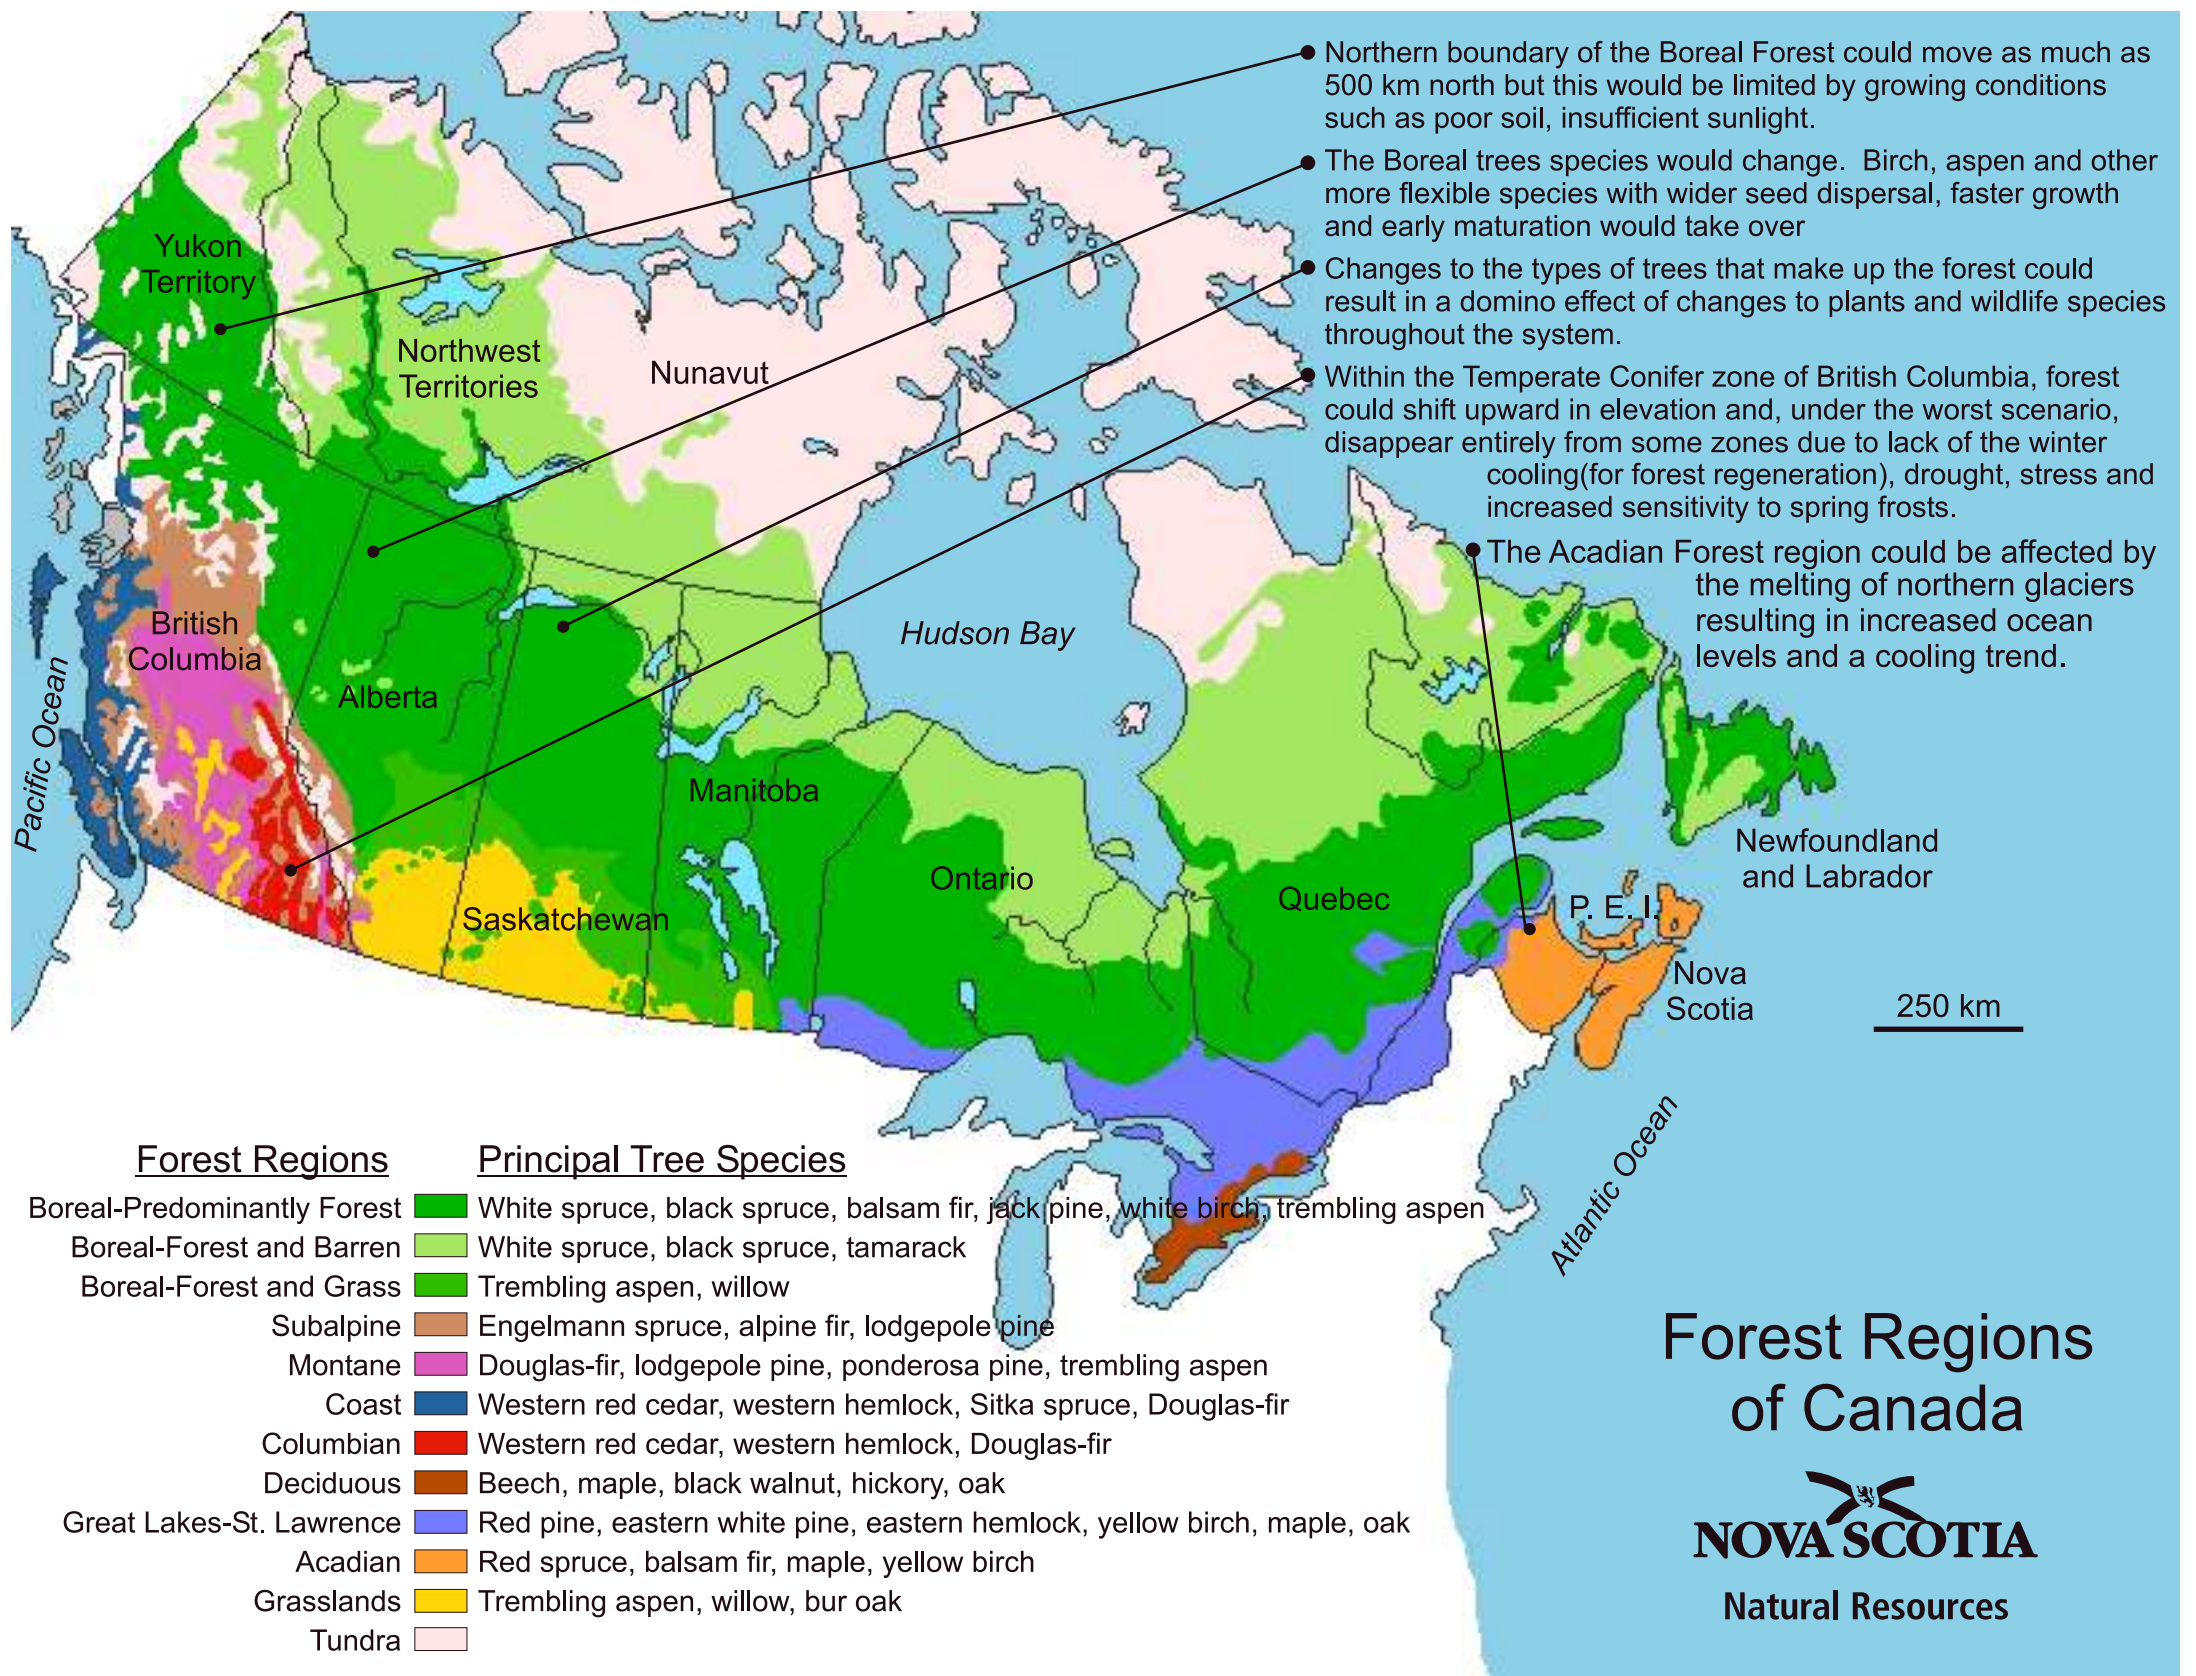 Northern boundary of the Boreal Forest could move as much as
500 km north but this would be limited by growing conditions
such as poor soil, insufficient sunlight.
The Boreal trees species would change. Birch, aspen and other
more flexible species with wider seed dispersal, faster growth
and early maturation would take over
Changes to the types of trees that make up the forest could
result in a domino effect of changes to plants and wildlife species
throughout the system.
Within the Temperate Conifer zone of British Columbia, forest
could shift upward in elevation and, under the worst scenario,
disappear entirely from some zones due to lack of the winter
cooling(for forest regeneration), drought, stress and
increased sensitivity to spring frosts.
The Acadian Forest region could be affected by
the melting of northern glaciers
resulting in increased ocean
levels and a cooling trend.
Yukon
Territory
Northwest
Territories
Nunavut
British
Columbia
Hudson Bay
Pacific Ocean
Alberta
Manitoba
Saskatchewan
Ontario
Quebec
Newfoundland
and Labrador
P. E. I.
Nova
Scotia
250 km
Atlantic Ocean
Forest Regions Principal Tree Species
Boreal-Predominantly Forest White spruce, black spruce, balsam fir, jack pine, white birch, trembling aspen
Boreal-Forest and Barren White spruce, black spruce, tamarack
Boreal-Forest and Grass Trembling aspen, willow
Subalpine Engelmann spruce, alpine fir, lodgepole pine
Montane Douglas-fir, lodgepole pine, ponderosa pine, trembling aspen
Coast Western red cedar, western hemlock, Sitka spruce, Douglas-fir
Columbian Western red cedar, western hemlock, Douglas-fir
Deciduous Beech, maple, black walnut, hickory, oak
Great Lakes-St. Lawrence Red pine, eastern white pine, eastern hemlock, yellow birch, maple, oak
Acadian Red spruce, balsam fir, maple, yellow birch
Grasslands Trembling aspen, willow, bur oak
Tundra
Forest Regions
of Canada
NOVA SCOTIA
Natural Resources